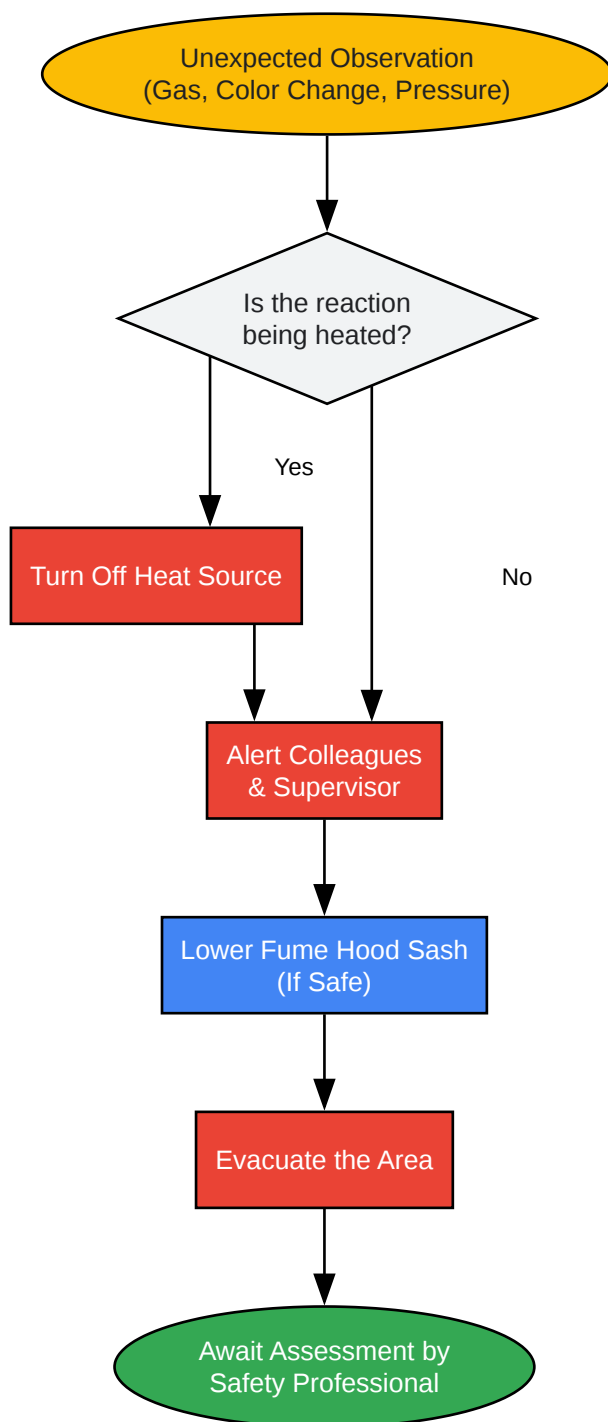 Unexpected Observation
(Gas, Color Change, Pressure)
Is the reaction
being heated?
Yes
Turn Off Heat Source
No
Alert Colleagues
& Supervisor
Lower Fume Hood Sash
(If Safe)
Evacuate the Area
Await Assessment by
Safety Professional